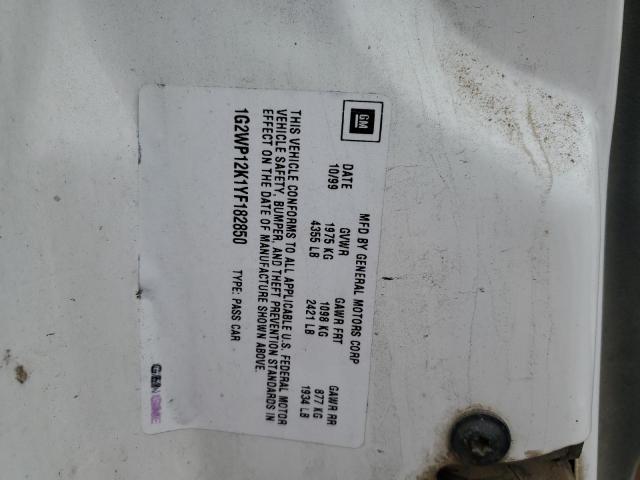 GM
MFD BY GENERAL MOTORS CORP
DATE GVWR GAWR FRT GAWR RR
10/99 1975 KG 1098 KG 877 KG
4355 LB 2421 LB 1934 LB
THIS VEHICLE CONFORMS TO ALL APPLICABLE U.S. FEDERAL MOTOR
VEHICLE SAFETY, BUMPER, AND THEFT PREVENTION STANDARDS IN
EFFECT ON THE DATE OF MANUFACTURE SHOWN ABOVE.
1G2WP12K1YF182850 TYPE: PASS CAR